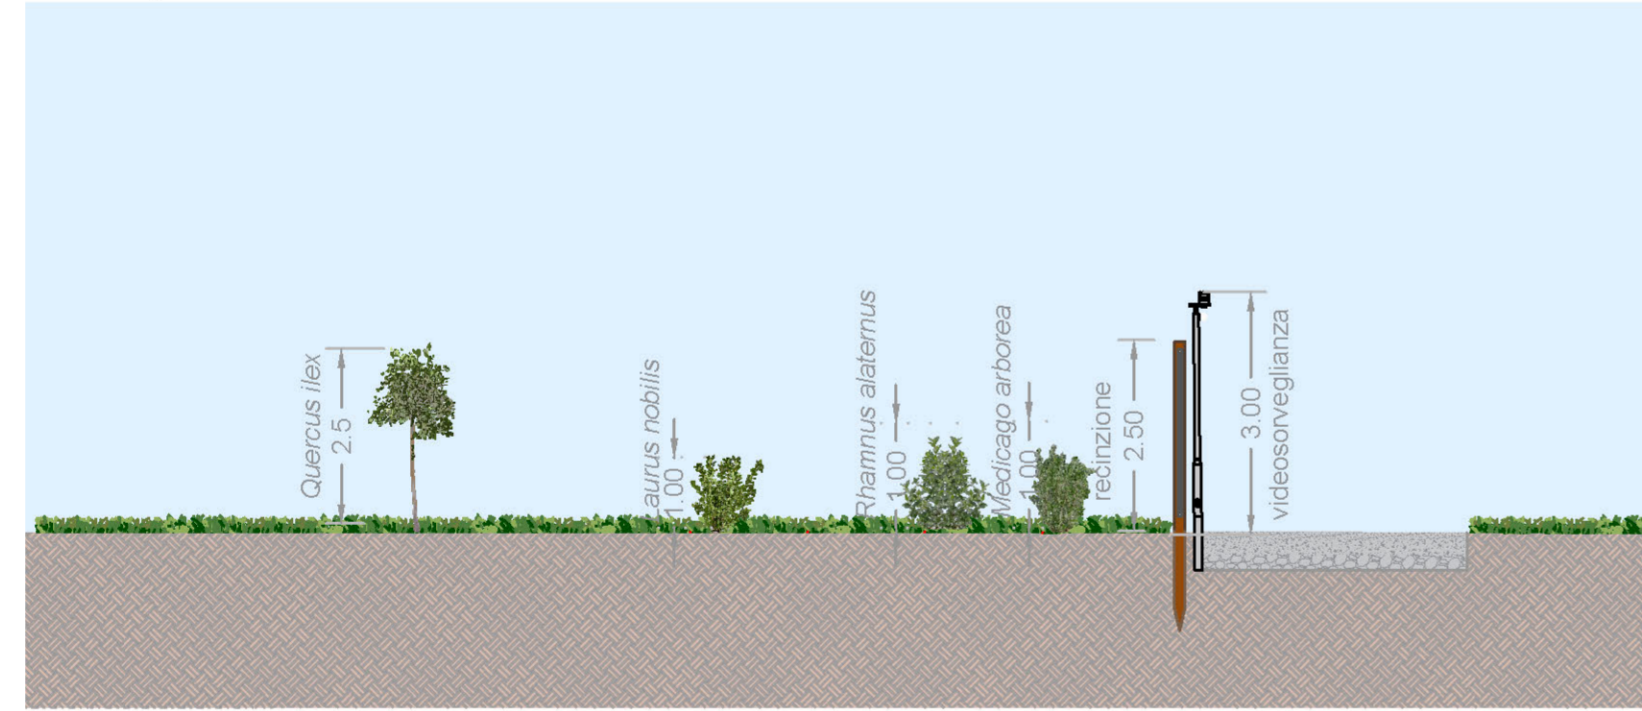 Quercus ilex
2.5
Laurus nobilis
1.00
Rhamnus alaternus
1.00
Medicago arborea
1.00
recinzione
2.50
3.00
videosorveglianza